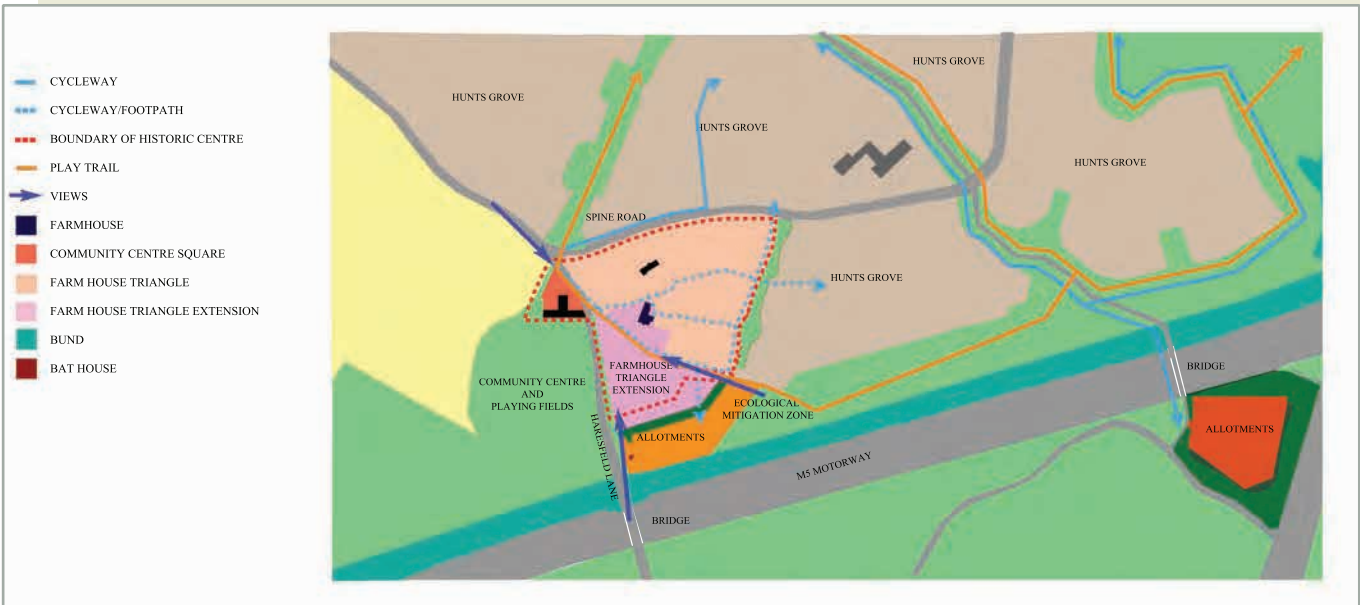 CYCLEWAY
CYCLEWAY/FOOTPATH
BOUNDARY OF HISTORIC CENTRE
PLAY TRAIL
VIEWS
FARMHOUSE
COMMUNITY CENTRE SQUARE
FARM HOUSE TRIANGLE
FARM HOUSE TRIANGLE EXTENSION
BUND
BAT HOUSE
HUNTS GROVE
HUNTS GROVE
HUNTS GROVE
HUNTS GROVE
SPINE ROAD
HUNTS GROVE
COMMUNITY CENTRE
AND
PLAYING FIELDS
FARMHOUSE
TRIANGLE
EXTENSION
ECOLOGICAL
MITIGATION ZONE
BRIDGE
HARESFELD LANE
ALLOTMENTS
ALLOTMENTS
M5 MOTORWAY
BRIDGE